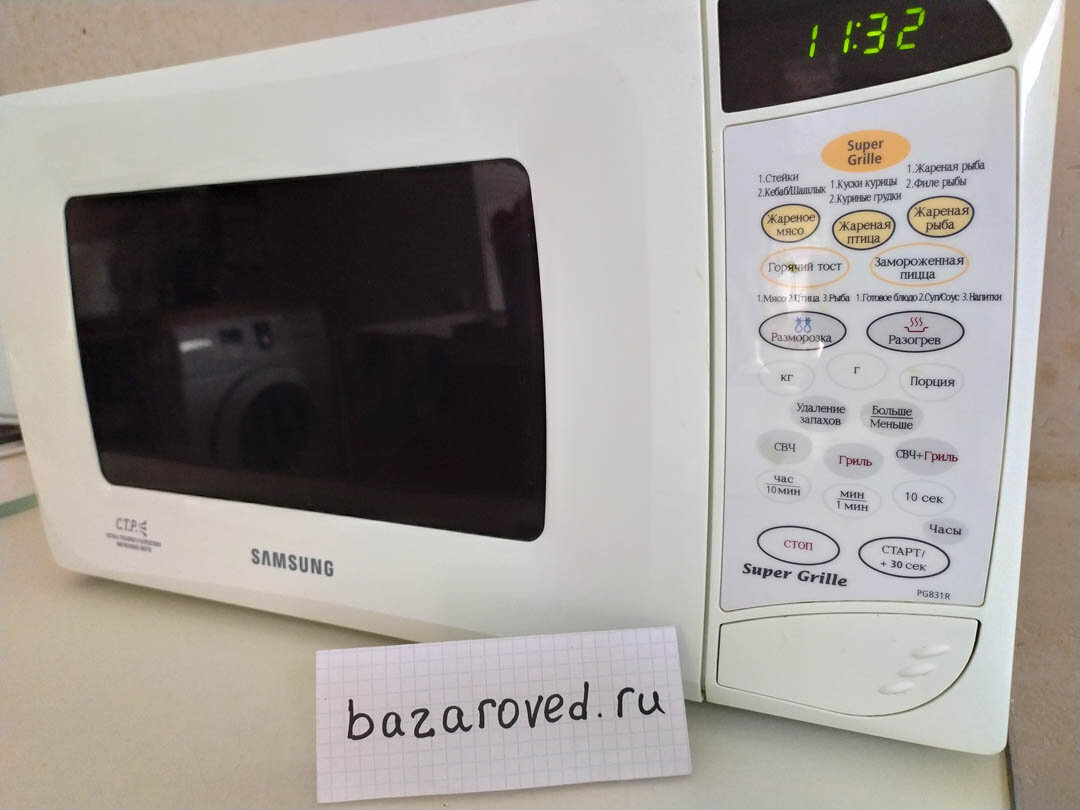 11:32
Super
Grille
1.Стейки
2.Кебаб/Шашлык
1.Куски курицы
2.Куриные грудки
1.Жареная рыба
2.Филе рыбы
Жареное
мясо
Жареная
птица
Жареная
рыба
Горячий тост
Замороженная
пицца
1.Мясо 2.Птица 3.Рыба
1.Готовое блюдо 2.Суп/Соус 3.Напитки
Разморозка
Разогрев
кг
г
Порция
Удаление
запахов
Больше
Меньше
СВЧ
Гриль
СВЧ+Гриль
час
10 мин
мин
1 мин
10 сек
Часы
СТОП
СТАРТ/
+ 30 сек
Super Grille
PG831R
C.T.P.
SAMSUNG
bazaroved.ru